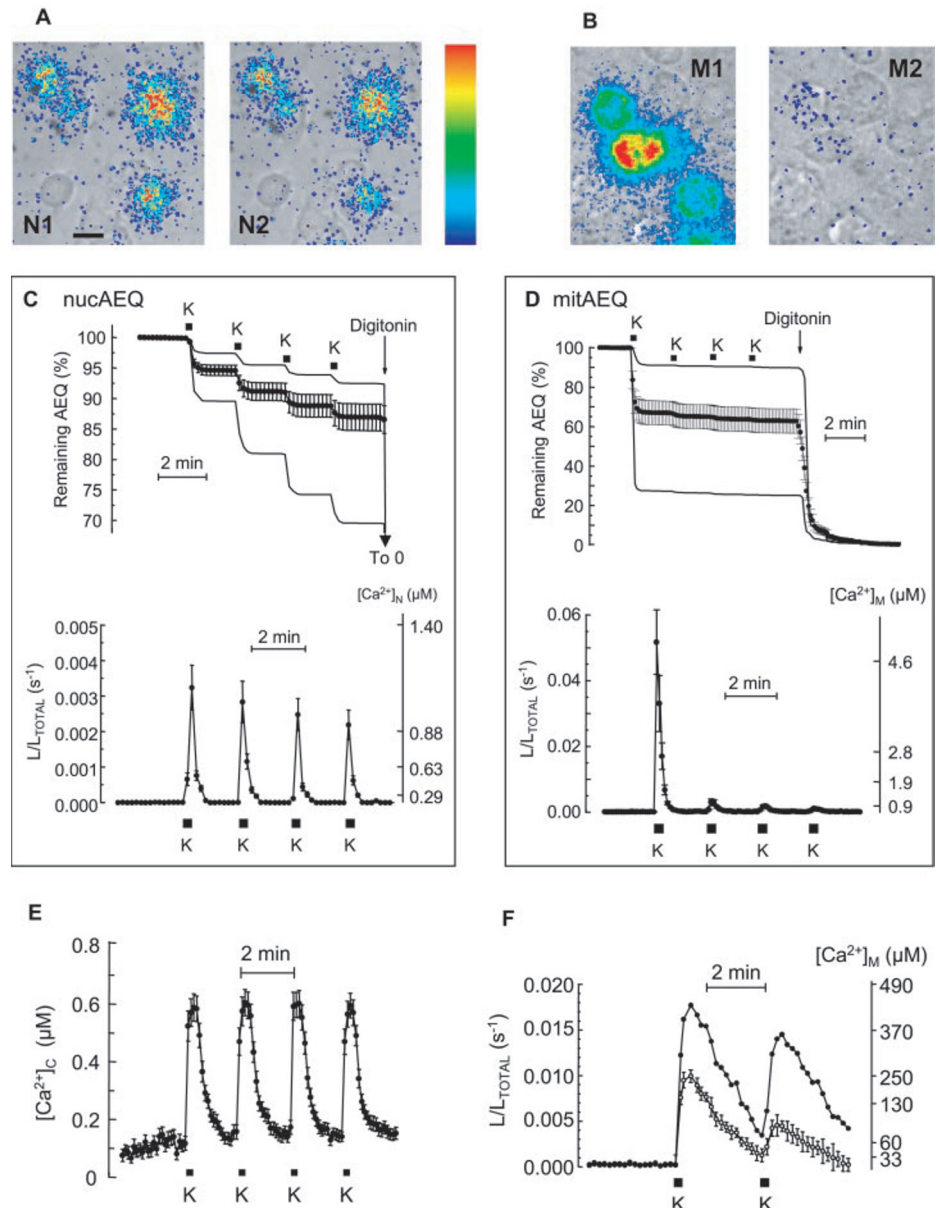 A
B
N1
N2
M1
M2
C nucAEQ
K
K
K
K
Digitonin
Remaining AEQ (%)
100
95
90
85
80
75
70
2 min
To 0
[Ca²⁺]N (µM)
L/LTOTAL (s⁻¹)
0.005
0.004
0.003
0.002
0.001
0.000
2 min
1.40
0.88
0.63
0.29
K K K K
D mitAEQ
K
K K K
Digitonin
Remaining AEQ (%)
100
80
60
40
20
0
2 min
[Ca²⁺]M (µM)
L/LTOTAL (s⁻¹)
0.06
0.04
0.02
0.00
2 min
4.6
2.8
1.9
0.9
K K K K
E
[Ca²⁺]C (µM)
0.8
0.6
0.4
0.2
0
2 min
K K K K
F
[Ca²⁺]M (µM)
L/LTOTAL (s⁻¹)
0.020
0.015
0.010
0.005
0.000
2 min
490
370
250
130
60
33
K K